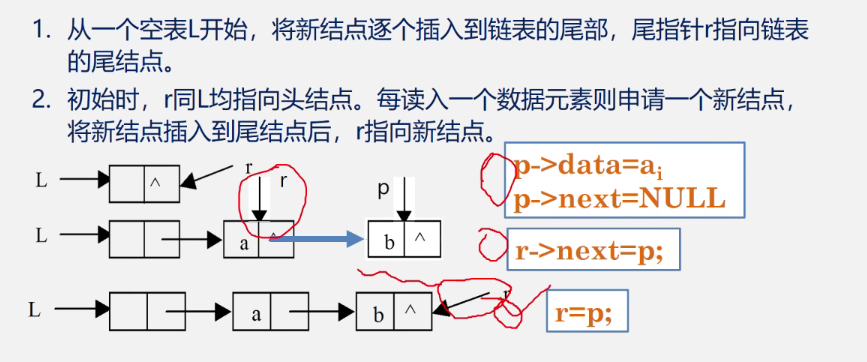 1. 从一个空表L开始，将新结点逐个插入到链表的尾部，尾指针r指向链表
的尾结点。
2. 初始时，r同L均指向头结点。每读入一个数据元素则申请一个新结点，
将新结点插入到尾结点后，r指向新结点。
L ^ r
r p
p->data=aᵢ
p->next=NULL
L a ^ b ^
r->next=p;
L a b ^ r
r=p;